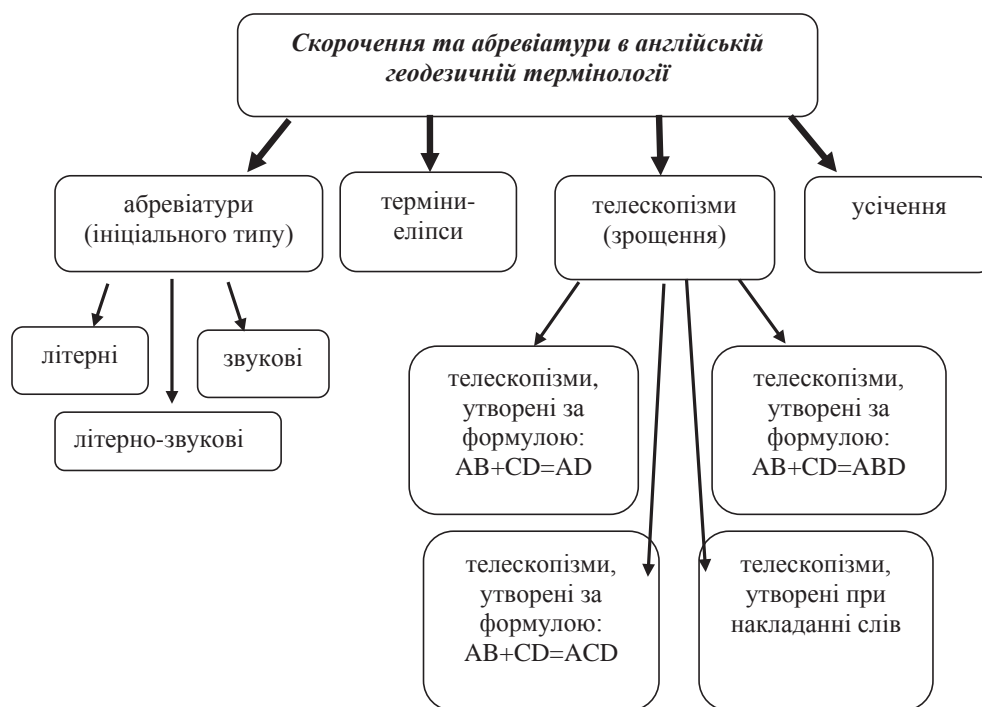 Скорочення та абревіатури в англійській
геодезичній термінології
абревіатури
(ініціального типу)
терміни-
еліпси
телескопізми
(зрощення)
усічення
літерні
звукові
літерно-звукові
телескопізми,
утворені за
формулою:
AB+CD=AD
телескопізми,
утворені за
формулою:
AB+CD=ABD
телескопізми,
утворені за
формулою:
AB+CD=ACD
телескопізми,
утворені при
накладанні слів